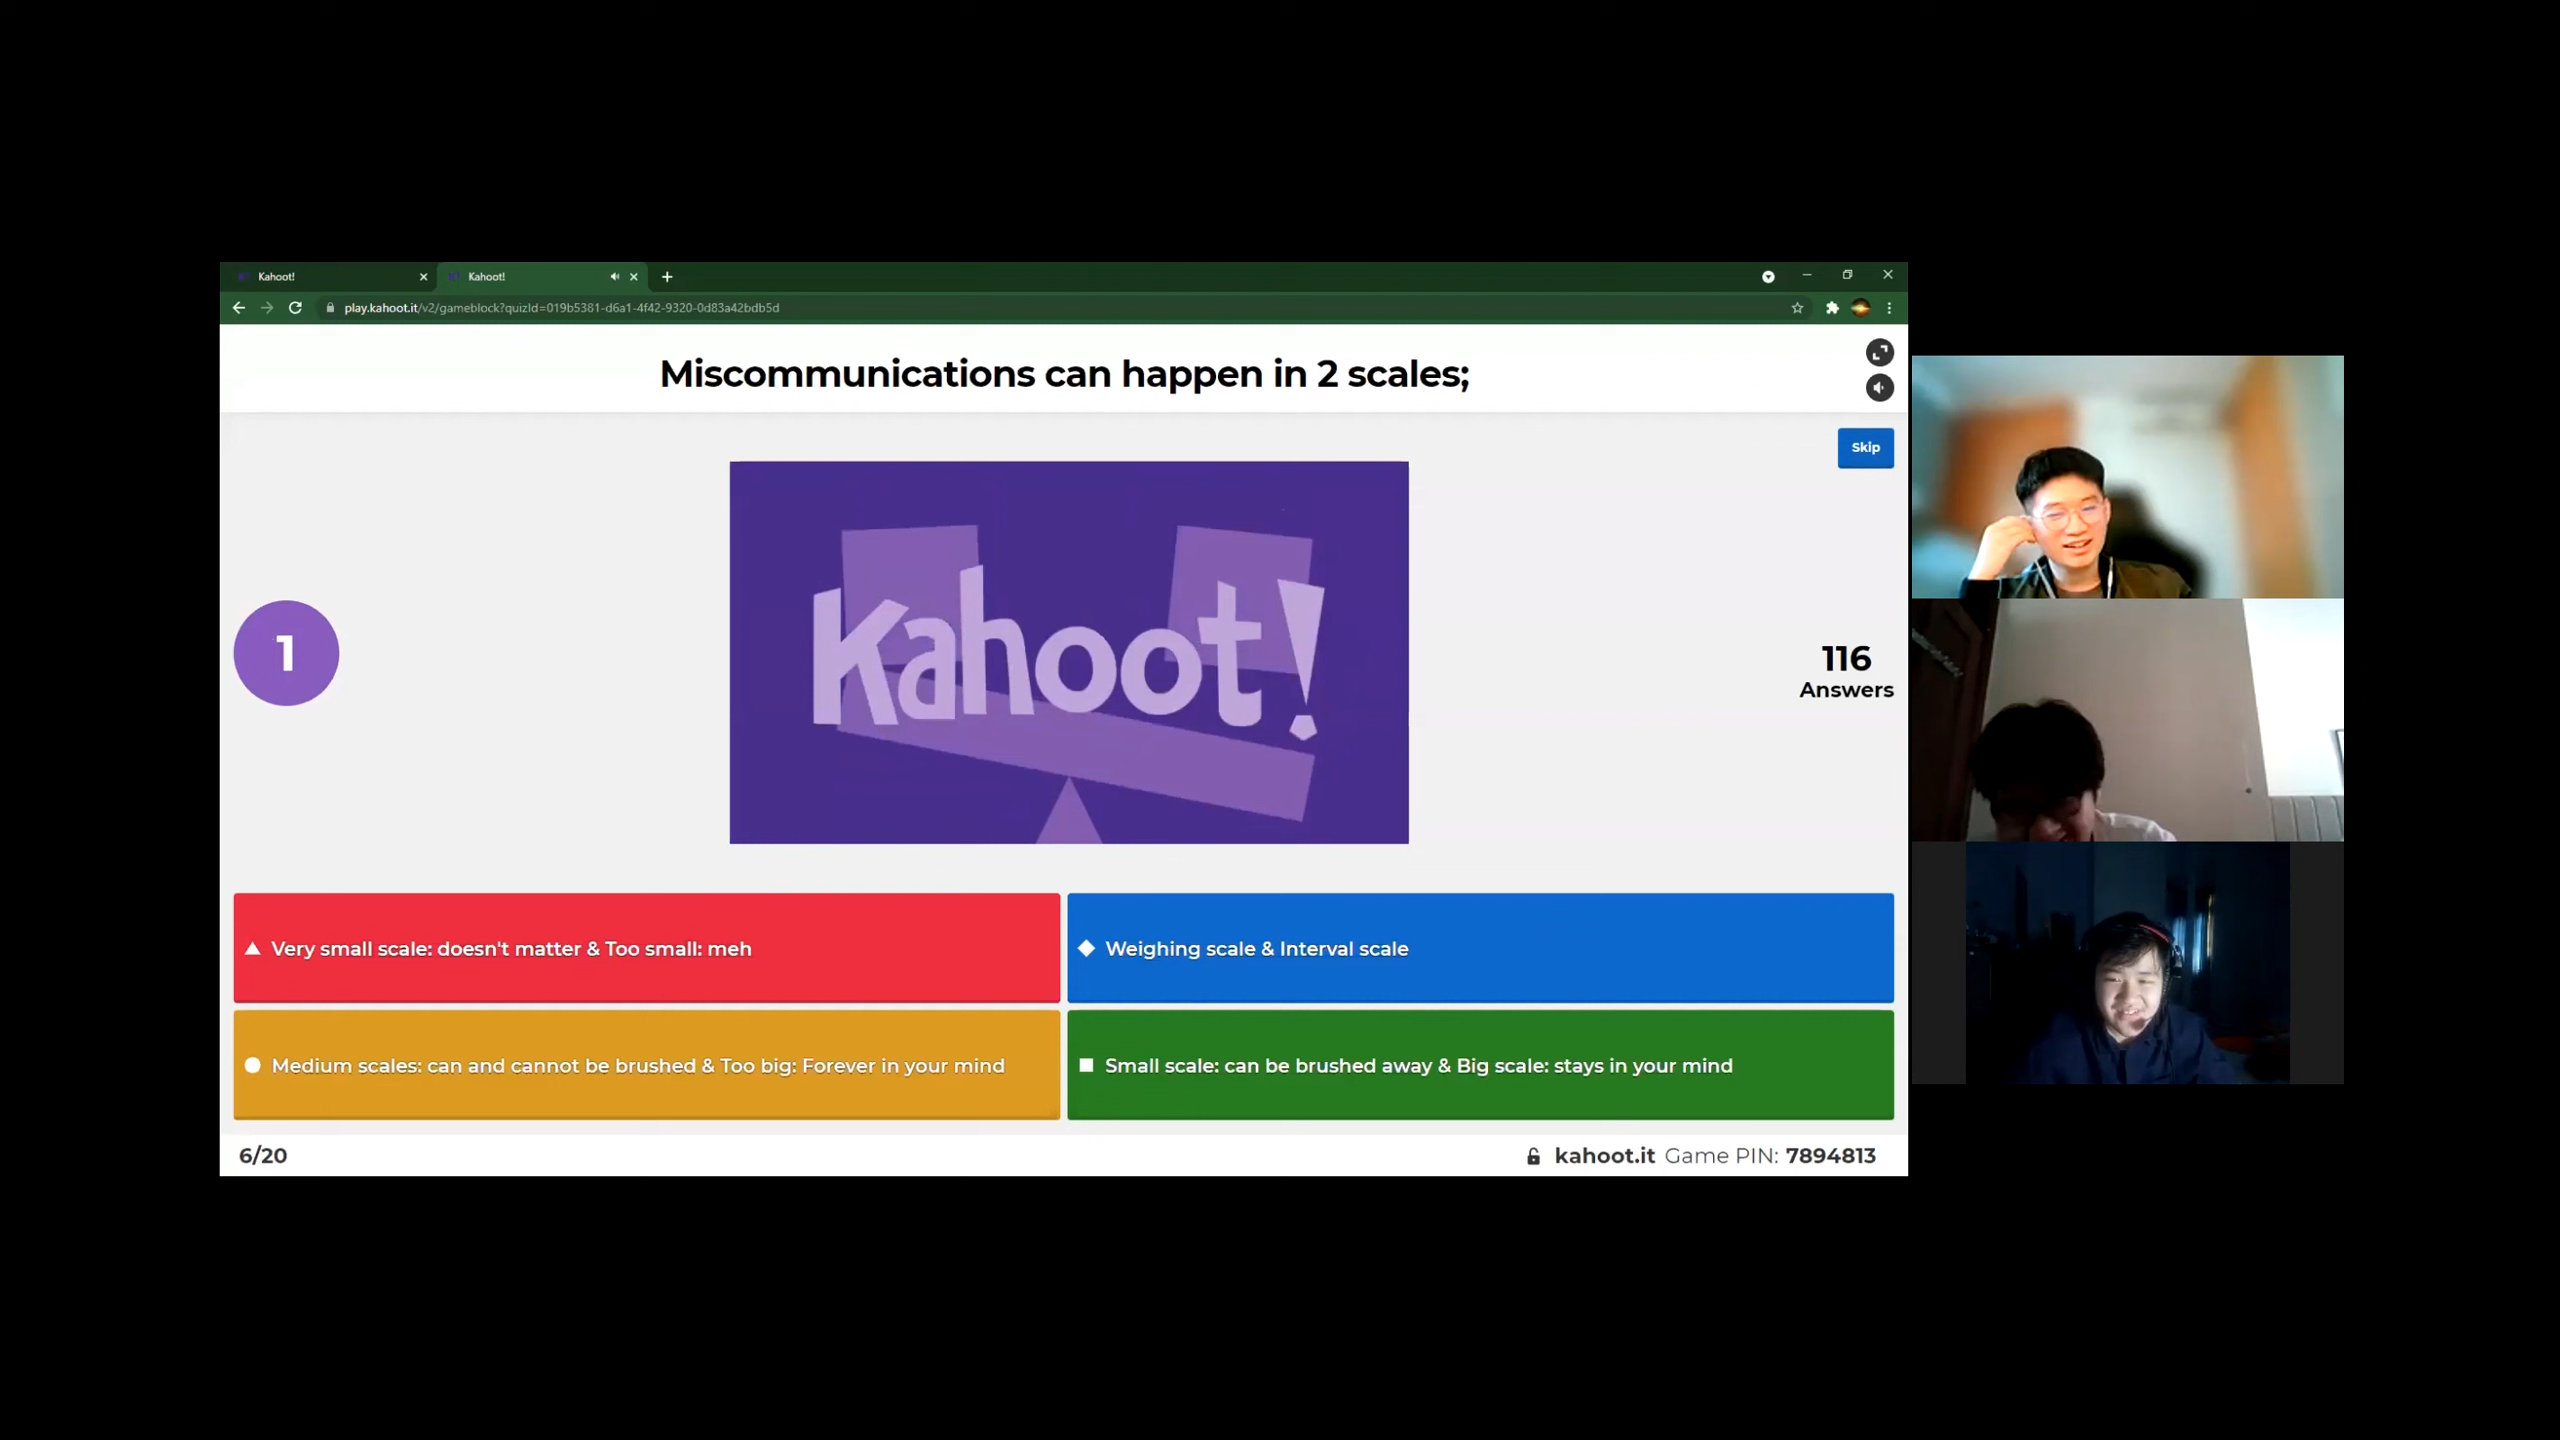 Kahoot!
Kahoot!
play.kahoot.it/v2/gameblock?quizId=019b5381-d6a1-4f42-9320-0d83a42bdb5d
Miscommunications can happen in 2 scales;
Skip
Kahoot!
1
116
Answers
Very small scale: doesn't matter & Too small: meh
Weighing scale & Interval scale
Medium scales: can and cannot be brushed & Too big: Forever in your mind
Small scale: can be brushed away & Big scale: stays in your mind
6/20
kahoot.it Game PIN: 7894813